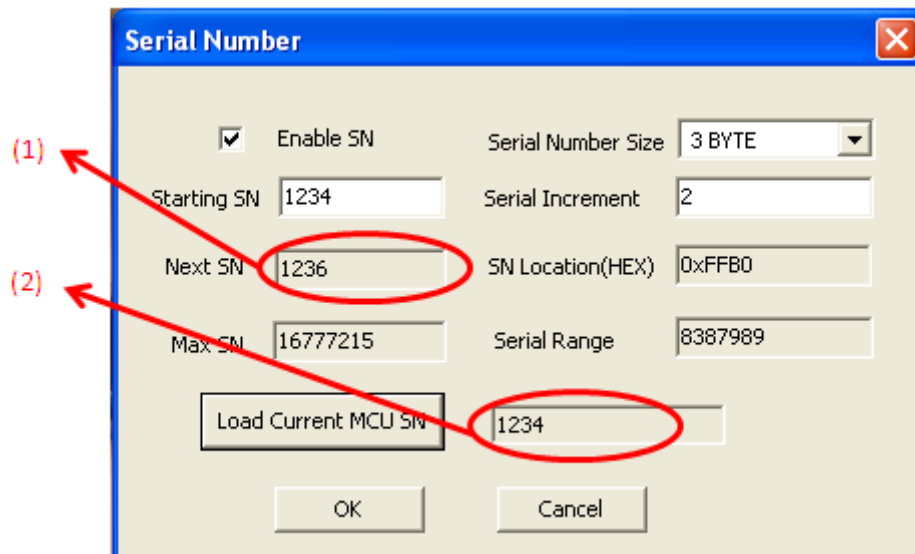 Serial Number
(1)
Enable SN
Serial Number Size 3 BYTE
Starting SN 1234
Serial Increment 2
(2)
Next SN 1236
SN Location(HEX) 0xFFB0
Max SN 16777215
Serial Range 8387989
Load Current MCU SN 1234
OK
Cancel